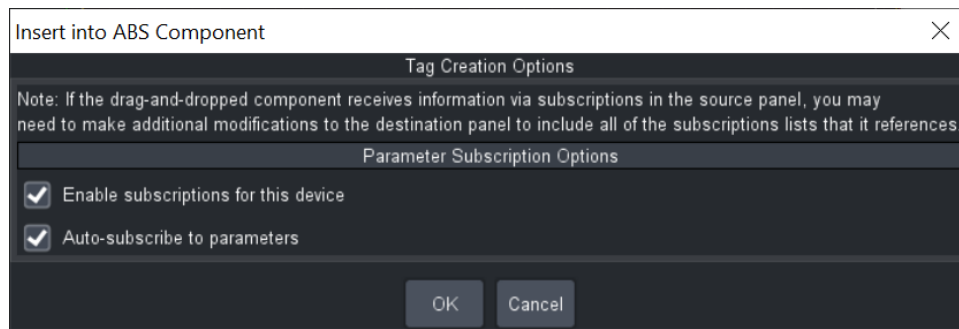 Insert into ABS Component
Tag Creation Options
Note: If the drag-and-dropped component receives information via subscriptions in the source panel, you may
need to make additional modifications to the destination panel to include all of the subscriptions lists that it references.
Parameter Subscription Options
Enable subscriptions for this device
Auto-subscribe to parameters
OK Cancel